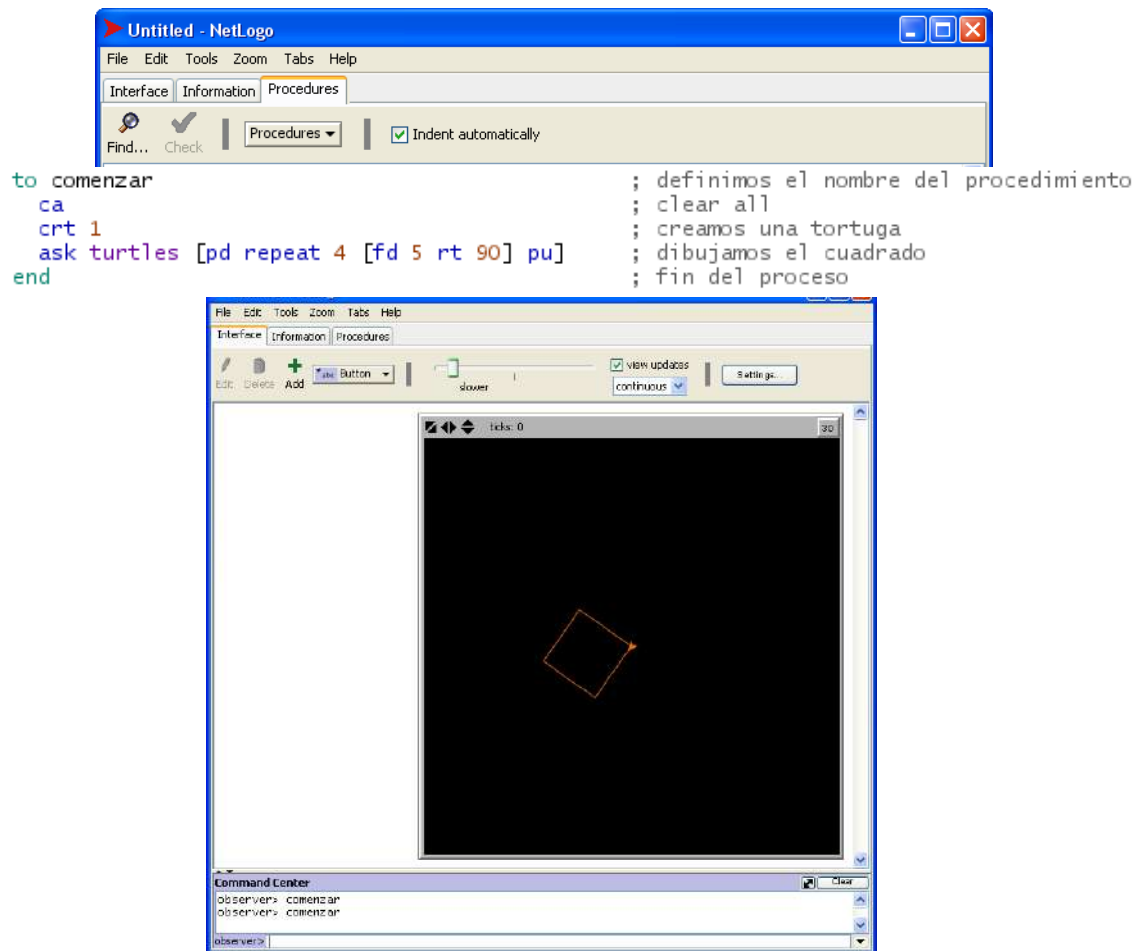 Untitled - NetLogo
File Edit Tools Zoom Tabs Help
Interface Information Procedures
Find... Check Procedures Indent automatically
to comenzar ; definimos el nombre del procedimiento
ca ; clear all
crt 1 ; creamos una tortuga
ask turtles [pd repeat 4 [fd 5 rt 90] pu] ; dibujamos el cuadrado
end ; fin del proceso
File Edit Tools Zoom Tabs Help
Interface Information Procedures
Edit Delete Add abc Button slower view updates continuous Settings...
ticks: 0 3D
Command Center Clear
observer> comenzar
observer> comenzar
observer>